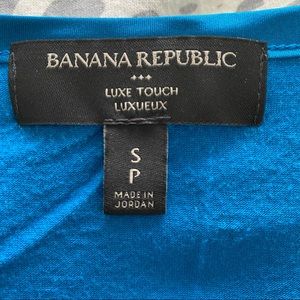 BANANA REPUBLIC
LUXE TOUCH
LUXUEUX
S
P
MADE IN
JORDAN